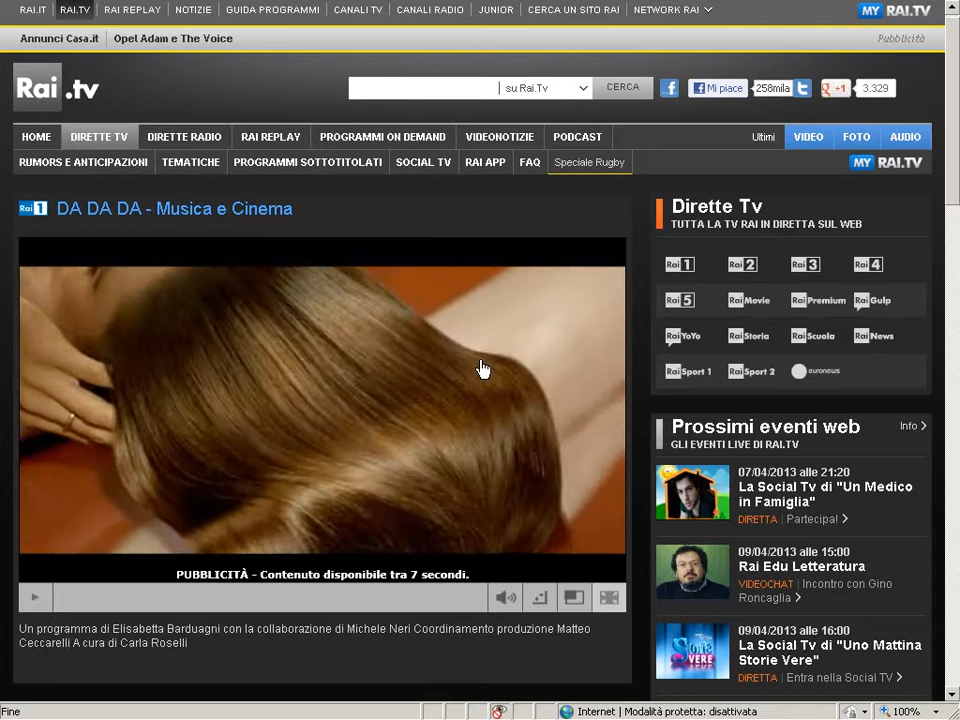 RAI.IT RAI.TV RAI REPLAY NOTIZIE GUIDA PROGRAMMI CANALI TV CANALI RADIO JUNIOR CERCA UN SITO RAI NETWORK RAI MY RAI.TV
Annunci Casa.it Opel Adam e The Voice Pubblicità
Rai .tv su Rai.Tv CERCA f Mi piace 258mila g +1 3.329
HOME DIRETTE TV DIRETTE RADIO RAI REPLAY PROGRAMMI ON DEMAND VIDEONOTIZIE PODCAST Ultimi VIDEO FOTO AUDIO
RUMORS E ANTICIPAZIONI TEMATICHE PROGRAMMI SOTTOTITOLATI SOCIAL TV RAI APP FAQ Speciale Rugby MY RAI.TV
Rai 1 DA DA DA - Musica e Cinema
PUBBLICITÀ - Contenuto disponibile tra 7 secondi.
Un programma di Elisabetta Barduagni con la collaborazione di Michele Neri Coordinamento produzione Matteo
Ceccarelli A cura di Carla Roselli
Dirette Tv
TUTTA LA TV RAI IN DIRETTA SUL WEB
Rai 1 Rai 2 Rai 3 Rai 4
Rai 5 Rai Movie Rai Premium Rai Gulp
Rai YoYo Rai Storia Rai Scuola Rai News
Rai Sport 1 Rai Sport 2 euronews
Prossimi eventi web Info
GLI EVENTI LIVE DI RAI.TV
07/04/2013 alle 21:20
La Social Tv di "Un Medico
in Famiglia"
DIRETTA | Partecipa!
09/04/2013 alle 15:00
Rai Edu Letteratura
VIDEOCHAT | Incontro con Gino
Roncaglia
09/04/2013 alle 16:00
La Social Tv di "Uno Mattina
Storie Vere"
DIRETTA | Entra nella Social TV
Storie VERE
Fine Internet | Modalità protetta: disattivata 100%